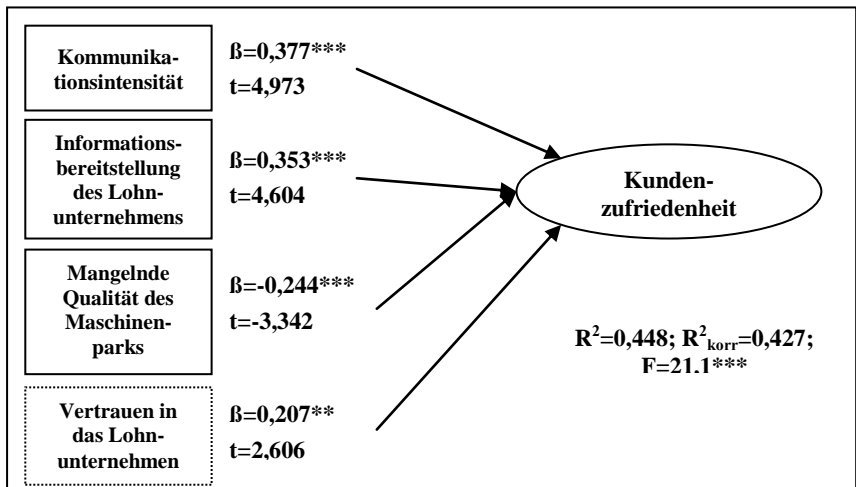 Kommunika-
tionsintensität
ß=0,377***
t=4,973
Informations-
bereitstellung
des Lohn-
unternehmens
ß=0,353***
t=4,604
Kunden-
zufriedenheit
Mangelnde
Qualität des
Maschinen-
parks
ß=-0,244***
t=-3,342
R²=0,448; R²korr=0,427;
F=21,1***
Vertrauen in
das Lohn-
unternehmen
ß=0,207**
t=2,606